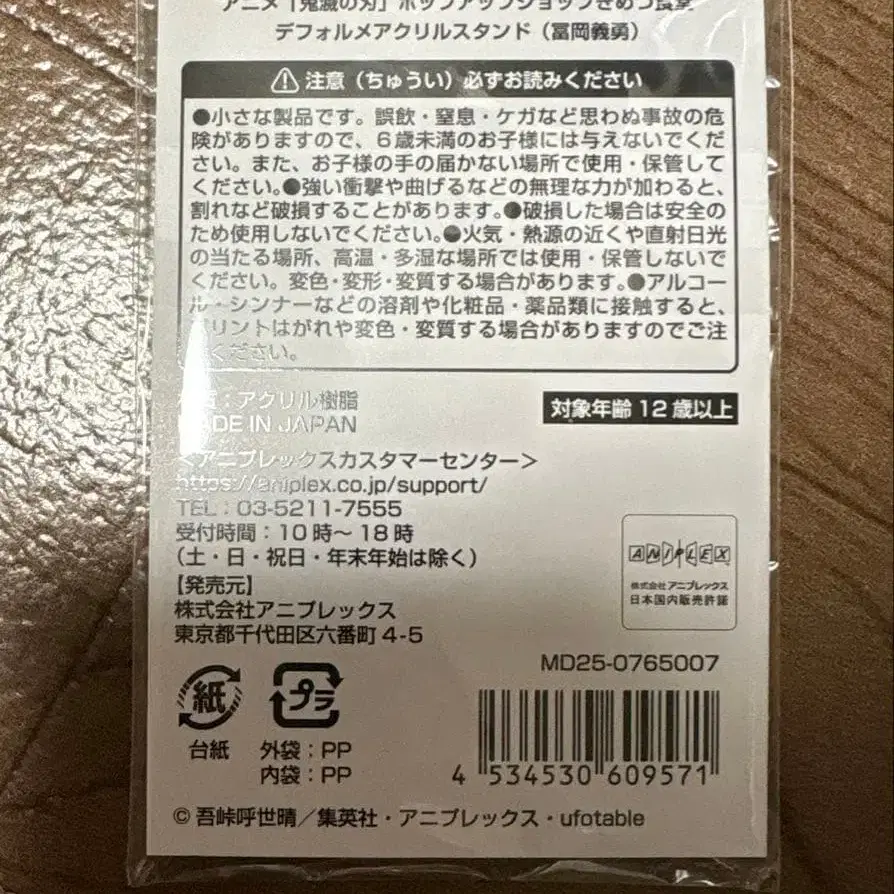 アニメ「鬼滅の刃」ポップアップショップきめつ食堂
デフォルメアクリルスタンド（冨岡義勇）
注意（ちゅうい）必ずお読みください
●小さな製品です。誤飲・窒息・ケガなど思わぬ事故の危
険がありますので、6歳未満のお子様には与えないでくだ
さい。また、お子様の手の届かない場所で使用・保管して
ください。●強い衝撃や曲げるなどの無理な力が加わると、
割れなど破損することがあります。●破損した場合は安全の
ため使用しないでください。●火気・熱源の近くや直射日光
の当たる場所、高温・多湿な場所では使用・保管しないで
ください。変色・変形・変質する場合があります。●アルコー
ル・シンナーなどの溶剤や化粧品・薬品類に接触すると、
プリントはがれや変色・変質する場合がありますのでご注
ください。
：アクリル樹脂
MADE IN JAPAN
対象年齢12歳以上
＜アニプレックスカスタマーセンター＞
https://aniplex.co.jp/support/
TEL：03-5211-7555
受付時間：10時～18時
（土・日・祝日・年末年始は除く）
【発売元】
株式会社アニプレックス
東京都千代田区六番町4-5
ANIPLEX
株式会社アニプレックス
日本国内販売許諾
MD25-0765007
紙
プラ
台紙
外袋：PP
内袋：PP
4 534530 609571
©吾峠呼世晴／集英社・アニプレックス・ufotable